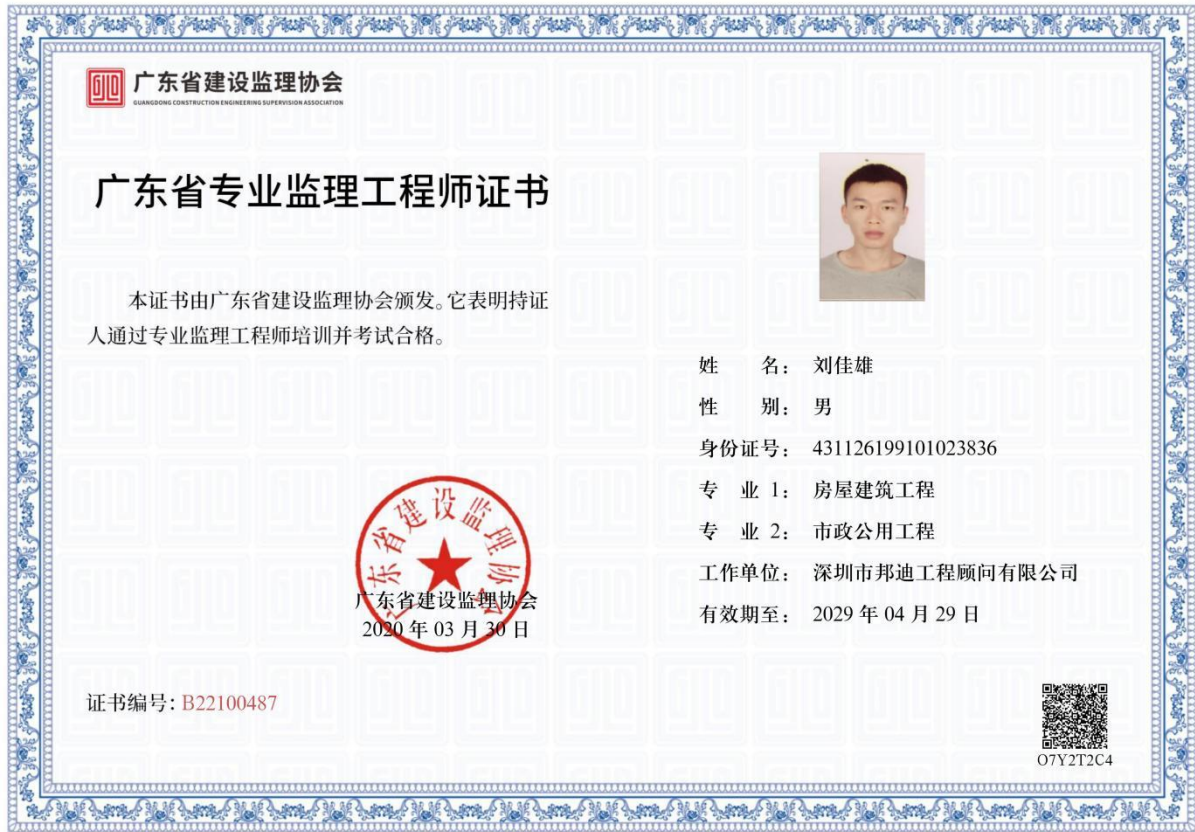 广东省建设监理协会
GUANGDONG CONSTRUCTION ENGINEERING SUPERVISION ASSOCIATION
广东省专业监理工程师证书
本证书由广东省建设监理协会颁发。它表明持证
人通过专业监理工程师培训并考试合格。
姓 名: 刘佳雄
性 别: 男
身份证号: 431126199101023836
专 业 1: 房屋建筑工程
专 业 2: 市政公用工程
工作单位: 深圳市邦迪工程顾问有限公司
有效期至: 2029 年 04 月 29 日
广东省建设监理协会
广东省建设监理协会
2020 年 03 月 30 日
证书编号: B22100487
O7Y2T2C4